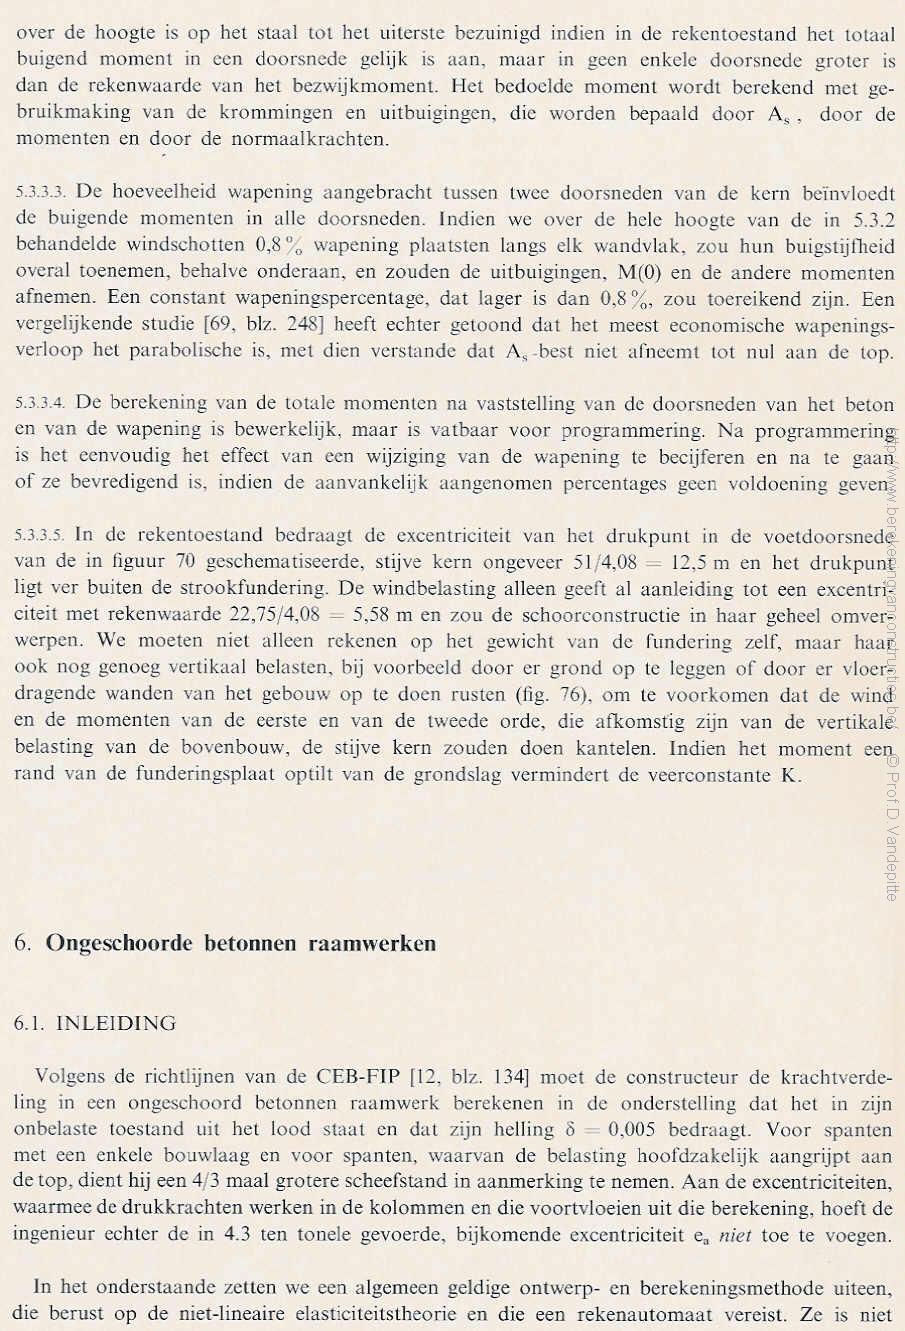 over de hoogte is op het staal tot het uiterste bezuinigd indien in de rekentoestand het totaal
buigend moment in een doorsnede gelijk is aan, maar in geen enkele doorsnede groter is
dan de rekenwaarde van het bezwijkmoment. Het bedoelde moment wordt berekend met ge-
bruikmaking van de krommingen en uitbuigingen, die worden bepaald door Aₛ , door de
momenten en door de normaalkrachten.
5.3.3.3. De hoeveelheid wapening aangebracht tussen twee doorsneden van de kern beïnvloedt
de buigende momenten in alle doorsneden. Indien we over de hele hoogte van de in 5.3.2
behandelde windschotten 0,8 % wapening plaatsten langs elk wandvlak, zou hun buigstijfheid
overal toenemen, behalve onderaan, en zouden de uitbuigingen, M(0) en de andere momenten
afnemen. Een constant wapeningspercentage, dat lager is dan 0,8 %, zou toereikend zijn. Een
vergelijkende studie [69, blz. 248] heeft echter getoond dat het meest economische wapenings-
verloop het parabolische is, met dien verstande dat Aₛ-best niet afneemt tot nul aan de top.
5.3.3.4. De berekening van de totale momenten na vaststelling van de doorsneden van het beton
en van de wapening is bewerkelijk, maar is vatbaar voor programmering. Na programmering
is het eenvoudig het effect van een wijziging van de wapening te becijferen en na te gaan
of ze bevredigend is, indien de aanvankelijk aangenomen percentages geen voldoening geven.
5.3.3.5. In de rekentoestand bedraagt de excentriciteit van het drukpunt in de voetdoorsnede
van de in figuur 70 geschematiseerde, stijve kern ongeveer 51/4,08 = 12,5 m en het drukpunt
ligt ver buiten de strookfundering. De windbelasting alleen geeft al aanleiding tot een excentri-
citeit met rekenwaarde 22,75/4,08 = 5,58 m en zou de schoorconstructie in haar geheel omver-
werpen. We moeten niet alleen rekenen op het gewicht van de fundering zelf, maar haar
ook nog genoeg vertikaal belasten, bij voorbeeld door er grond op te leggen of door er vloer-
dragende wanden van het gebouw op te doen rusten (fig. 76), om te voorkomen dat de wind
en de momenten van de eerste en van de tweede orde, die afkomstig zijn van de vertikale
belasting van de bovenbouw, de stijve kern zouden doen kantelen. Indien het moment een
rand van de funderingsplaat optilt van de grondslag vermindert de veerconstante K.
http://www.berekeningvanconstructies.be/ © Prof D. Vandepitte
6. Ongeschoorde betonnen raamwerken
6.1. INLEIDING
Volgens de richtlijnen van de CEB-FIP [12, blz. 134] moet de constructeur de krachtverde-
ling in een ongeschoord betonnen raamwerk berekenen in de onderstelling dat het in zijn
onbelaste toestand uit het lood staat en dat zijn helling δ = 0,005 bedraagt. Voor spanten
met een enkele bouwlaag en voor spanten, waarvan de belasting hoofdzakelijk aangrijpt aan
de top, dient hij een 4/3 maal grotere scheefstand in aanmerking te nemen. Aan de excentriciteiten,
waarmee de drukkrachten werken in de kolommen en die voortvloeien uit die berekening, hoeft de
ingenieur echter de in 4.3 ten tonele gevoerde, bijkomende excentriciteit eₐ niet toe te voegen.
In het onderstaande zetten we een algemeen geldige ontwerp- en berekeningsmethode uiteen,
die berust op de niet-lineaire elasticiteitstheorie en die een rekenautomaat vereist. Ze is niet